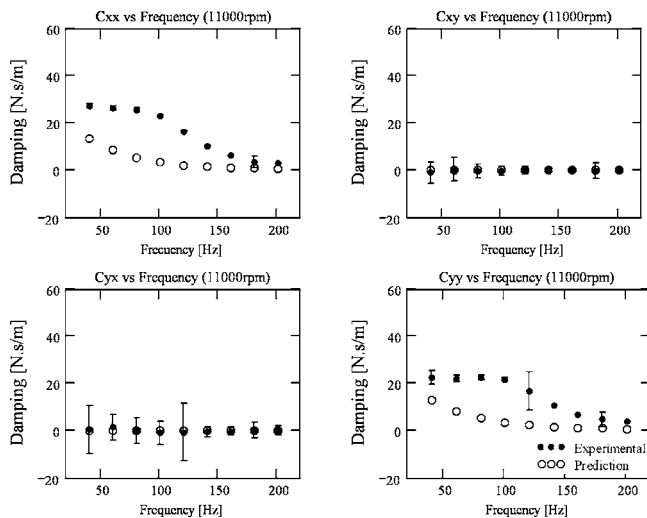 Cxx vs Frequency (11000rpm)
60
40
20
0
−20
Damping [N.s/m]
50
100
150
200
Frecuency [Hz]
Cxy vs Frequency (11000rpm)
60
40
20
0
−20
Damping [N.s/m]
50
100
150
200
Frecuency [Hz]
Cyx vs Frequency (11000rpm)
60
40
20
0
−20
Damping [N.s/m]
50
100
150
200
Frequency [Hz]
Cyy vs Frequency (11000rpm)
60
40
20
0
−20
Damping [N.s/m]
50
100
150
200
Frequency [Hz]
Experimental
Prediction